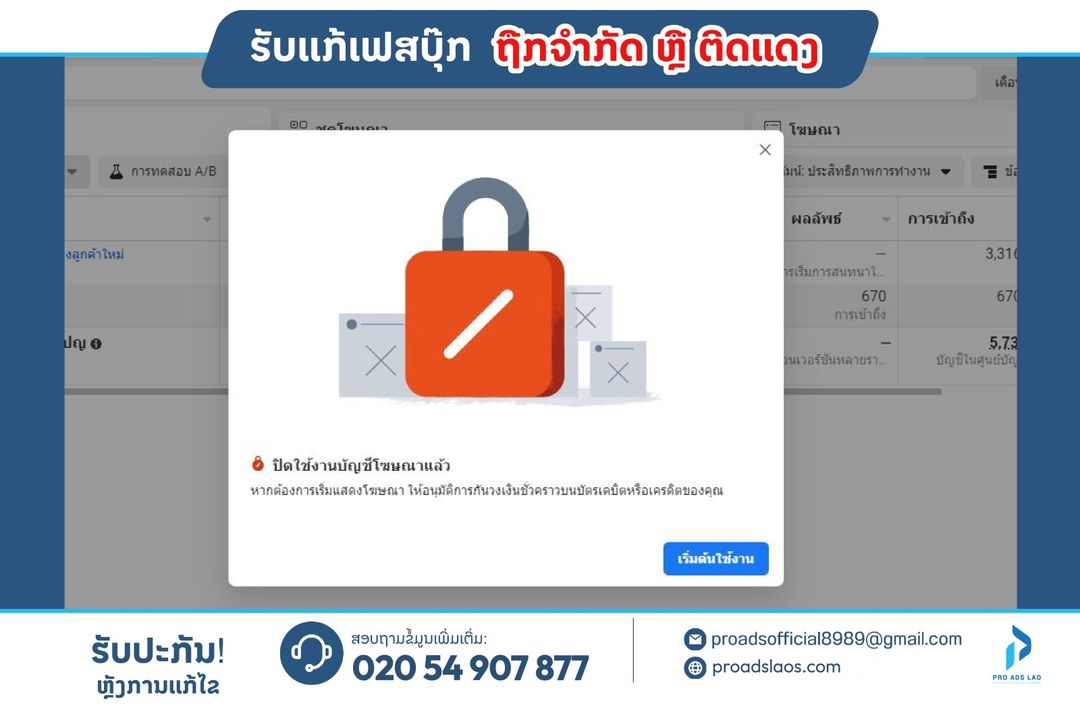 ຮັບແກ້ເຟສບຸ໊ກ ຖືກຈຳກັດ ຫຼື ຕິດແດງ
โฆษณา
การทดสอบ A/B
ประสิทธิภาพการทำงาน
ผลลัพธ์ การเข้าถึง
งลูกค้าใหม่
—
3,316
670 670
การเข้าถึง
—
5,73
ปิดใช้งานบัญชีโฆษณาแล้ว
หากต้องการเริ่มแสดงโฆษณา ให้อนุมัติการกันวงเงินชั่วคราวบนบัตรเดบิตหรือเครดิตของคุณ
เริ่มต้นใช้งาน
ຮັບປະກັນ!
ຫຼັງການແກ້ໄຂ
ສອບຖາມຂໍ້ມູນເພີ່ມເຕີ່ມ:
020 54 907 877
proadsofficial8989@gmail.com
proadslaos.com
PRO ADS LAO